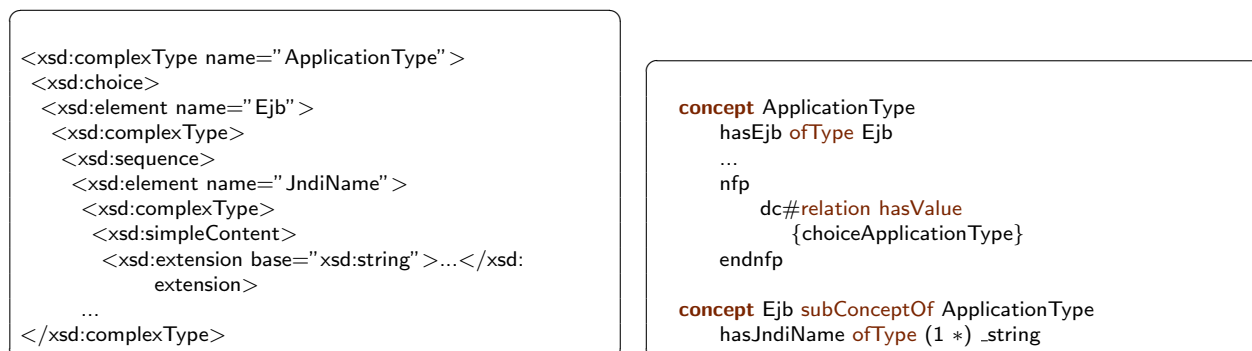 <xsd:complexType name="ApplicationType">
<xsd:choice>
<xsd:element name="Ejb">
<xsd:complexType>
<xsd:sequence>
<xsd:element name="JndiName">
<xsd:complexType>
<xsd:simpleContent>
<xsd:extension base="xsd:string">...</xsd:
extension>
...
</xsd:complexType>
concept ApplicationType
hasEjb ofType Ejb
...
nfp
dc#relation hasValue
{choiceApplicationType}
endnfp
concept Ejb subConceptOf ApplicationType
hasJndiName ofType (1 *) _string